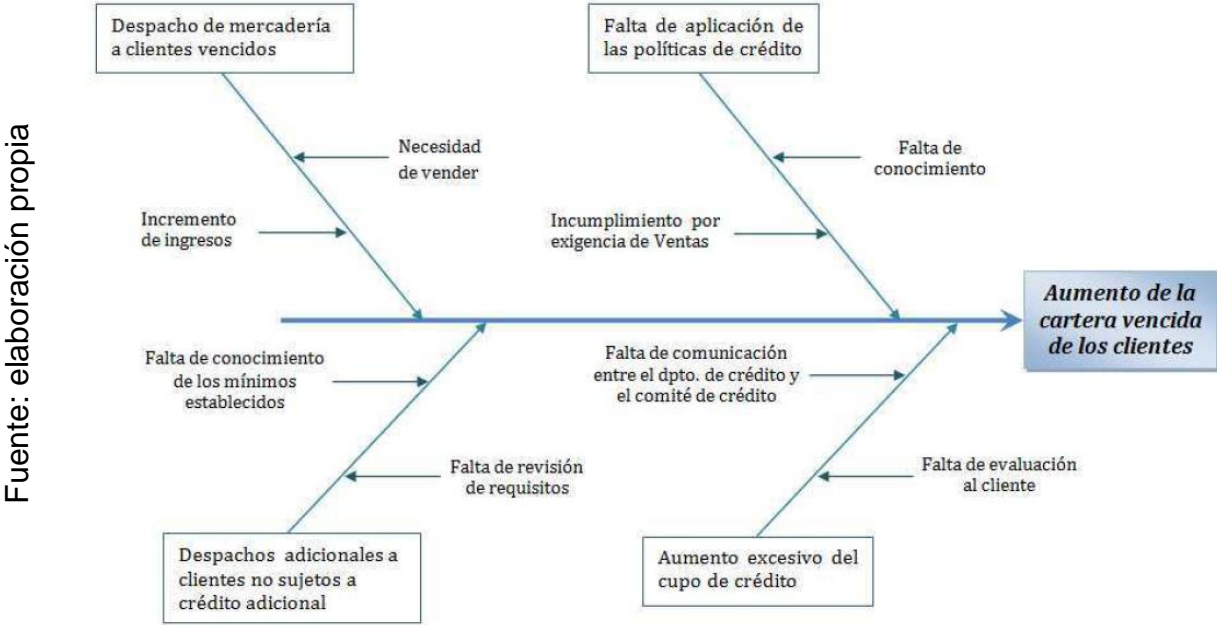 Despacho de mercadería
a clientes vencidos
Falta de aplicación de
las políticas de crédito
Necesidad
de vender
Falta de
conocimiento
Incremento
de ingresos
Incumplimiento por
exigencia de Ventas
Aumento de la
cartera vencida
de los clientes
Falta de conocimiento
de los mínimos
establecidos
Falta de comunicación
entre el dpto. de crédito y
el comité de crédito
Falta de revisión
de requisitos
Falta de evaluación
al cliente
Despachos adicionales a
clientes no sujetos a
crédito adicional
Aumento excesivo del
cupo de crédito
Fuente: elaboración propia